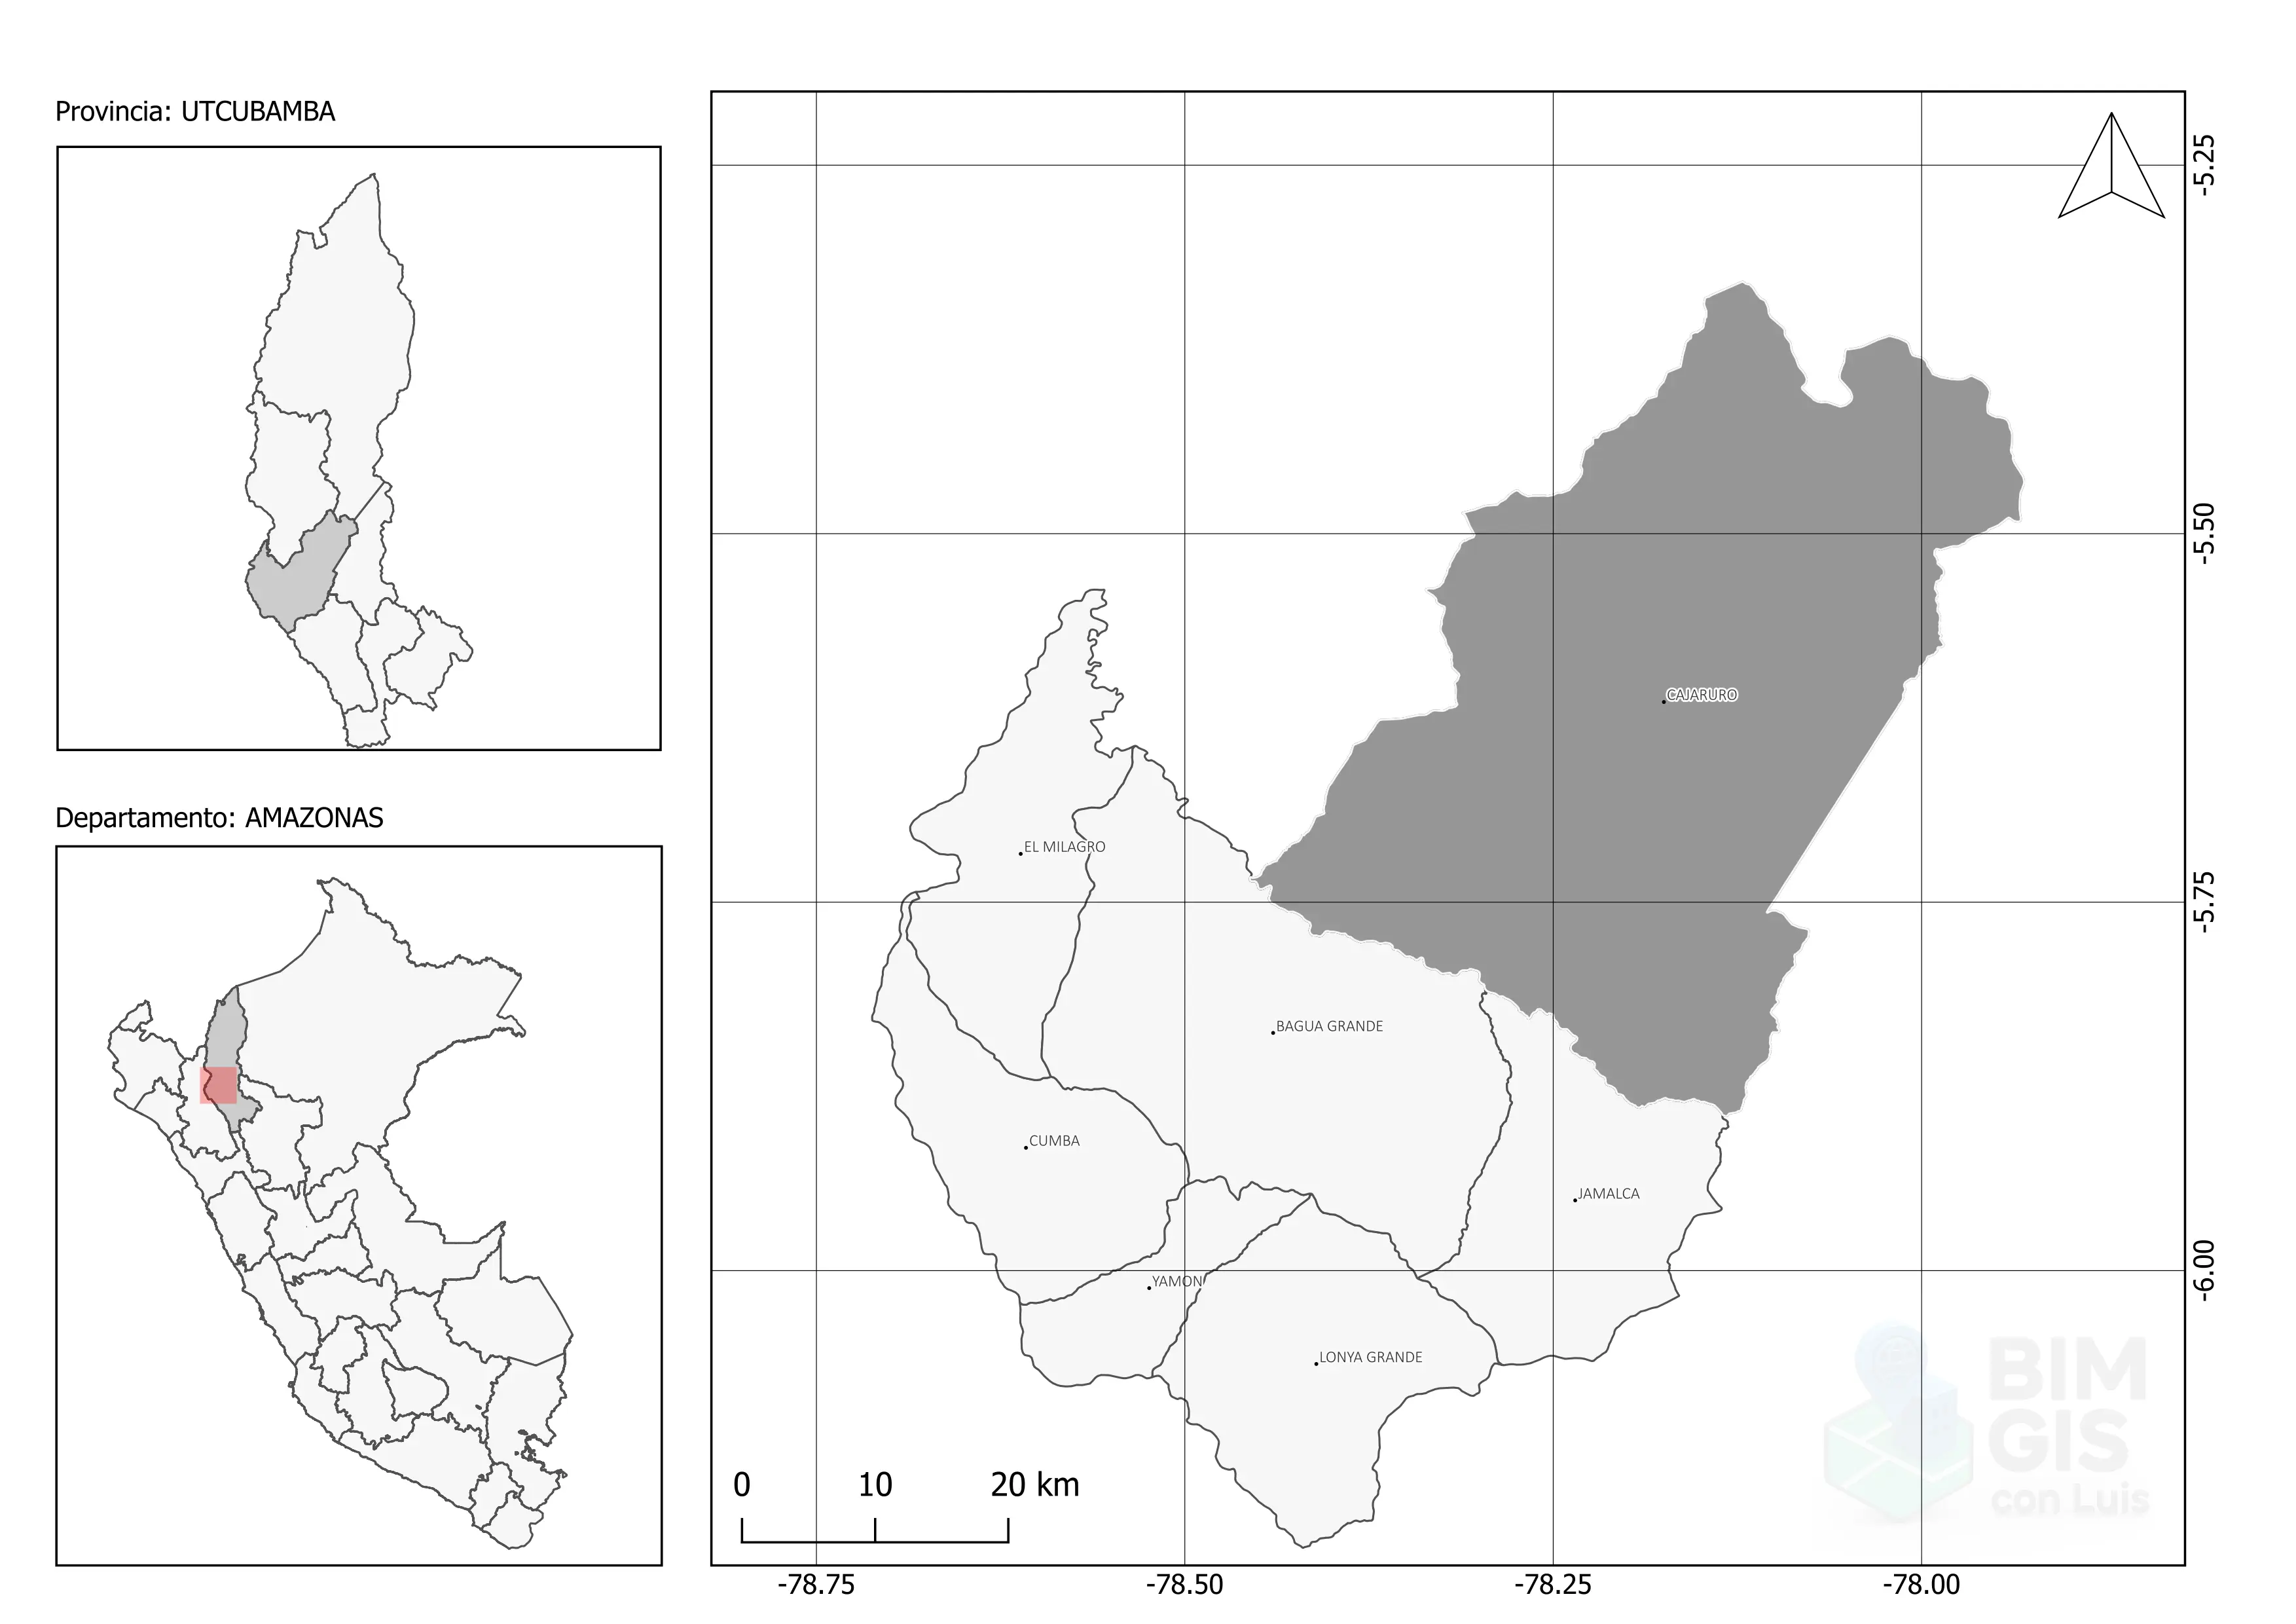 Provincia: UTCUBAMBA
Departamento: AMAZONAS
CAJARURO
EL MILAGRO
BAGUA GRANDE
CUMBA
JAMALCA
YAMON
LONYA GRANDE
0 10 20 km
-78.75 -78.50 -78.25 -78.00
-5.25
-5.50
-5.75
-6.00
BIM
GIS
con Luis